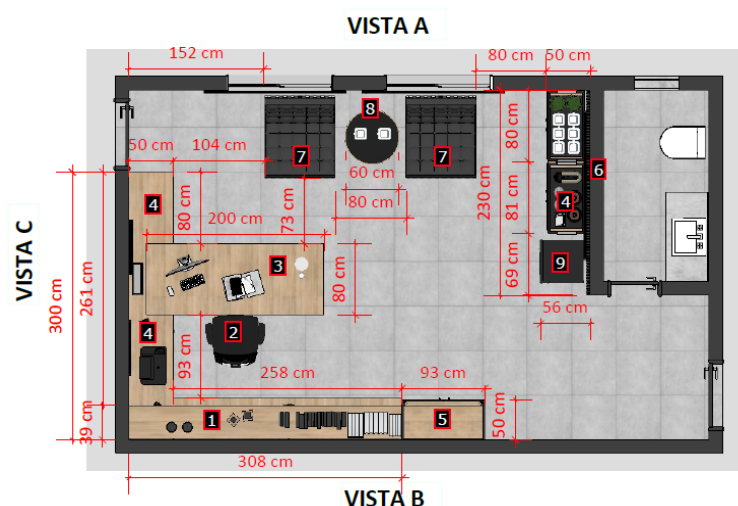 VISTA A
152 cm
80 cm
50 cm
8
50 cm
104 cm
7
7
80 cm
6
60 cm
4
80 cm
4
230 cm
81 cm
80 cm
200 cm
73 cm
3
9
69 cm
VISTA C
300 cm
261 cm
80 cm
56 cm
4
2
93 cm
258 cm
93 cm
39 cm
1
5
50 cm
308 cm
VISTA B